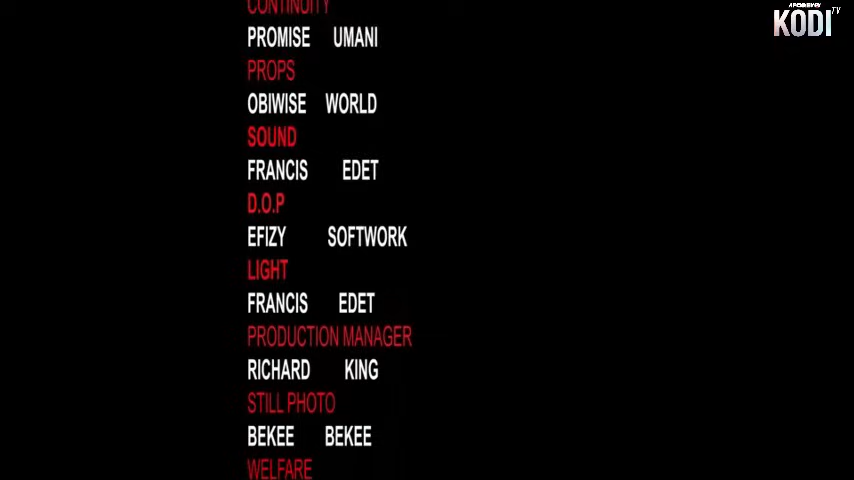 CONTINUITY
PROMISE UMANI
PROPS
OBIWISE WORLD
SOUND
FRANCIS EDET
D.O.P
EFIZY SOFTWORK
LIGHT
FRANCIS EDET
PRODUCTION MANAGER
RICHARD KING
STILL PHOTO
BEKEE BEKEE
WELFARE
KODI TV